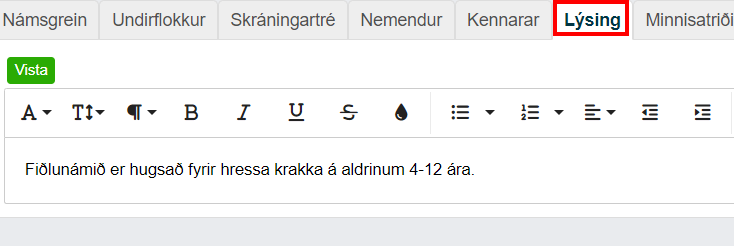 Námsgrein Undirflokkur Skráningartré Nemendur Kennarar Lýsing Minnisatriði
Vista
Fiðlunámið er hugsað fyrir hressa krakka á aldrinum 4-12 ára.